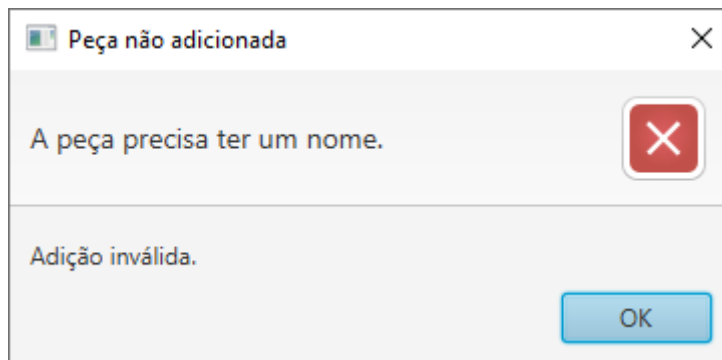 Peça não adicionada
A peça precisa ter um nome.
Adição inválida.
OK